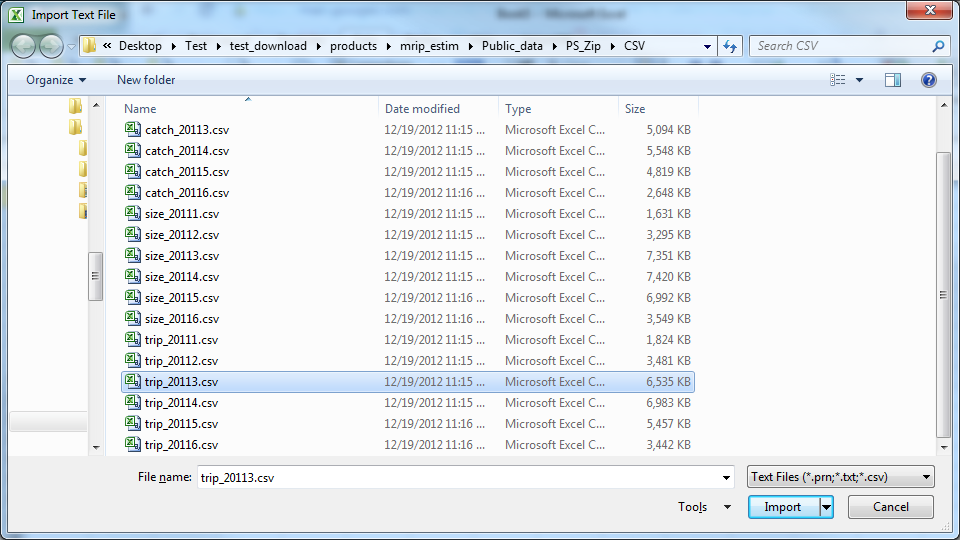 Import Text File
« Desktop Test test_download products mrip_estim Public_data PS_Zip CSV Search CSV
Organize New folder
Name Date modified Type Size
catch_20113.csv 12/19/2012 11:15 ... Microsoft Excel C... 5,094 KB
catch_20114.csv 12/19/2012 11:15 ... Microsoft Excel C... 5,548 KB
catch_20115.csv 12/19/2012 11:15 ... Microsoft Excel C... 4,819 KB
catch_20116.csv 12/19/2012 11:16 ... Microsoft Excel C... 2,648 KB
size_20111.csv 12/19/2012 11:15 ... Microsoft Excel C... 1,631 KB
size_20112.csv 12/19/2012 11:15 ... Microsoft Excel C... 3,295 KB
size_20113.csv 12/19/2012 11:15 ... Microsoft Excel C... 7,351 KB
size_20114.csv 12/19/2012 11:15 ... Microsoft Excel C... 7,420 KB
size_20115.csv 12/19/2012 11:16 ... Microsoft Excel C... 6,992 KB
size_20116.csv 12/19/2012 11:16 ... Microsoft Excel C... 3,549 KB
trip_20111.csv 12/19/2012 11:15 ... Microsoft Excel C... 1,824 KB
trip_20112.csv 12/19/2012 11:15 ... Microsoft Excel C... 3,481 KB
trip_20113.csv 12/19/2012 11:15 ... Microsoft Excel C... 6,535 KB
trip_20114.csv 12/19/2012 11:15 ... Microsoft Excel C... 6,983 KB
trip_20115.csv 12/19/2012 11:16 ... Microsoft Excel C... 5,457 KB
trip_20116.csv 12/19/2012 11:16 ... Microsoft Excel C... 3,442 KB
File name: trip_20113.csv Text Files (*.prn;*.txt;*.csv)
Tools Import Cancel